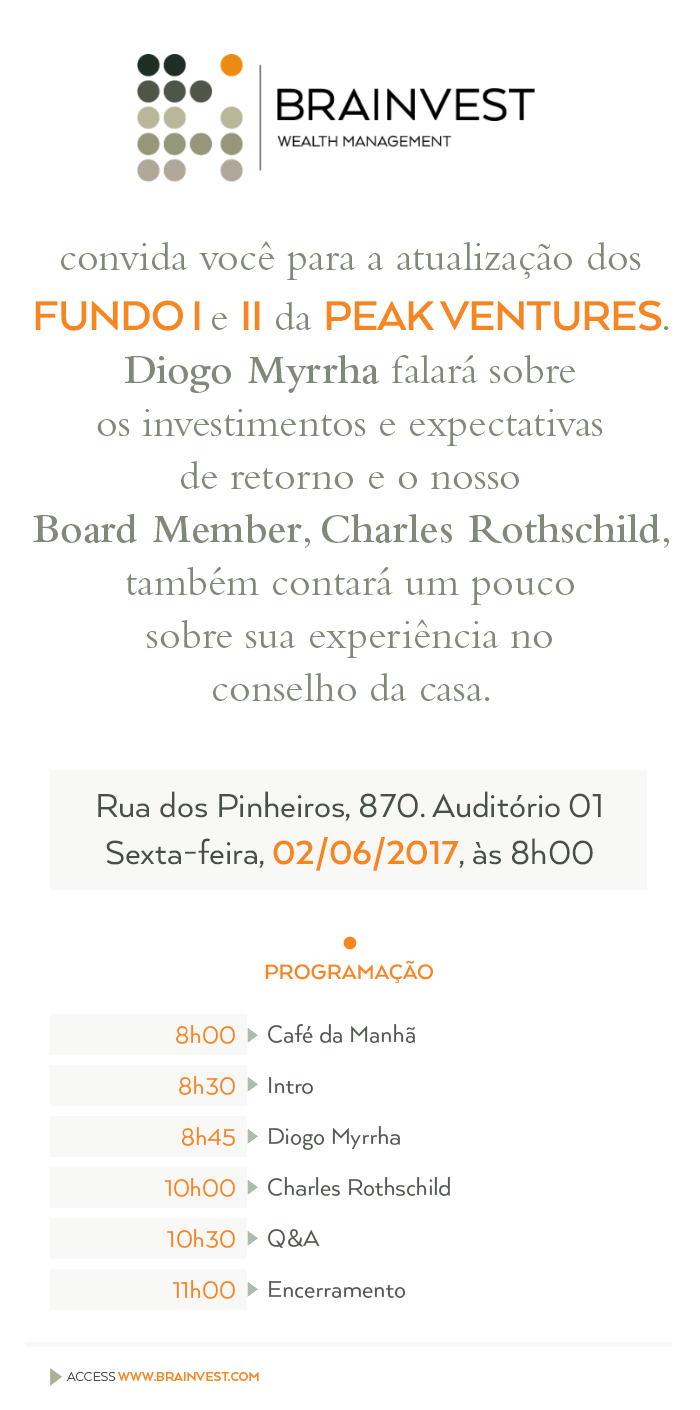 BRAINVEST
WEALTH MANAGEMENT
convida você para a atualização dos
FUNDO I e II da PEAK VENTURES.
Diogo Myrrha falará sobre
os investimentos e expectativas
de retorno e o nosso
Board Member, Charles Rothschild,
também contará um pouco
sobre sua experiência no
conselho da casa.
Rua dos Pinheiros, 870. Auditório 01
Sexta-feira, 02/06/2017, às 8h00
PROGRAMAÇÃO
8h00 Café da Manhã
8h30 Intro
8h45 Diogo Myrrha
10h00 Charles Rothschild
10h30 Q&A
11h00 Encerramento
ACCESS WWW.BRAINVEST.COM